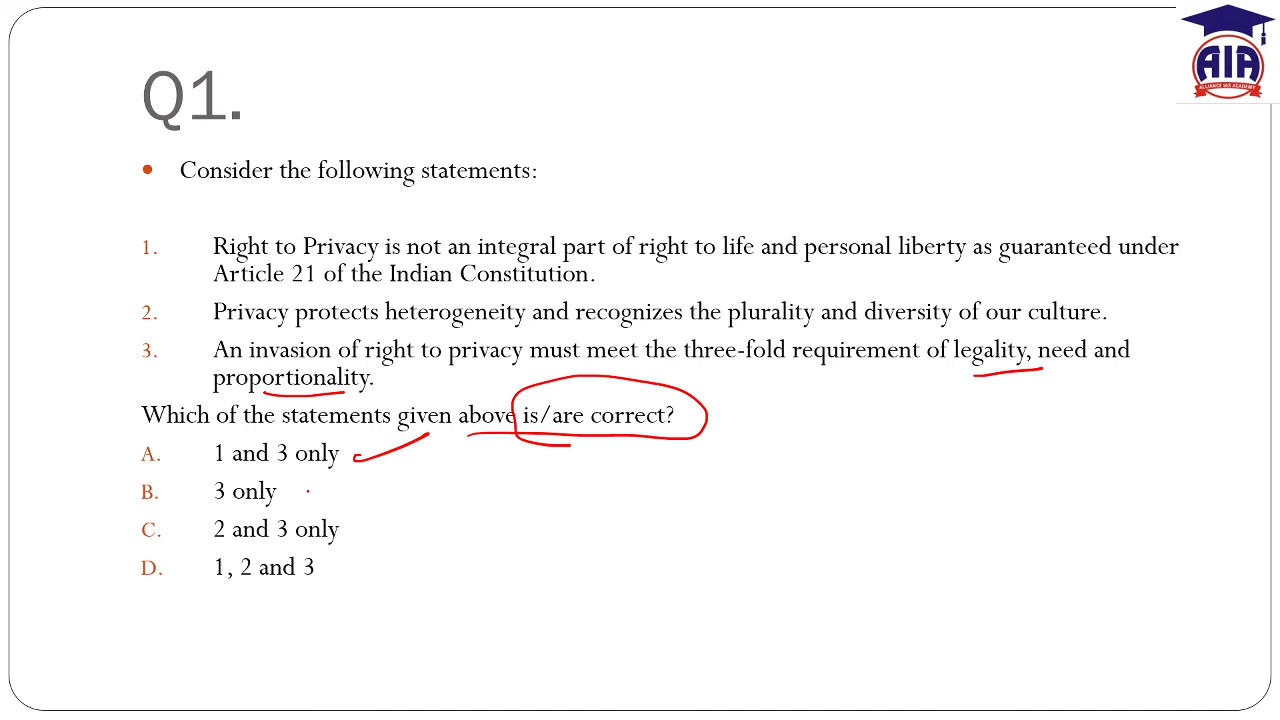 AIA
ALLIANCE IAS ACADEMY
Q1.
• Consider the following statements:
1. Right to Privacy is not an integral part of right to life and personal liberty as guaranteed under
Article 21 of the Indian Constitution.
2. Privacy protects heterogeneity and recognizes the plurality and diversity of our culture.
3. An invasion of right to privacy must meet the three-fold requirement of legality, need and
proportionality.
Which of the statements given above is/are correct?
A. 1 and 3 only
B. 3 only
C. 2 and 3 only
D. 1, 2 and 3